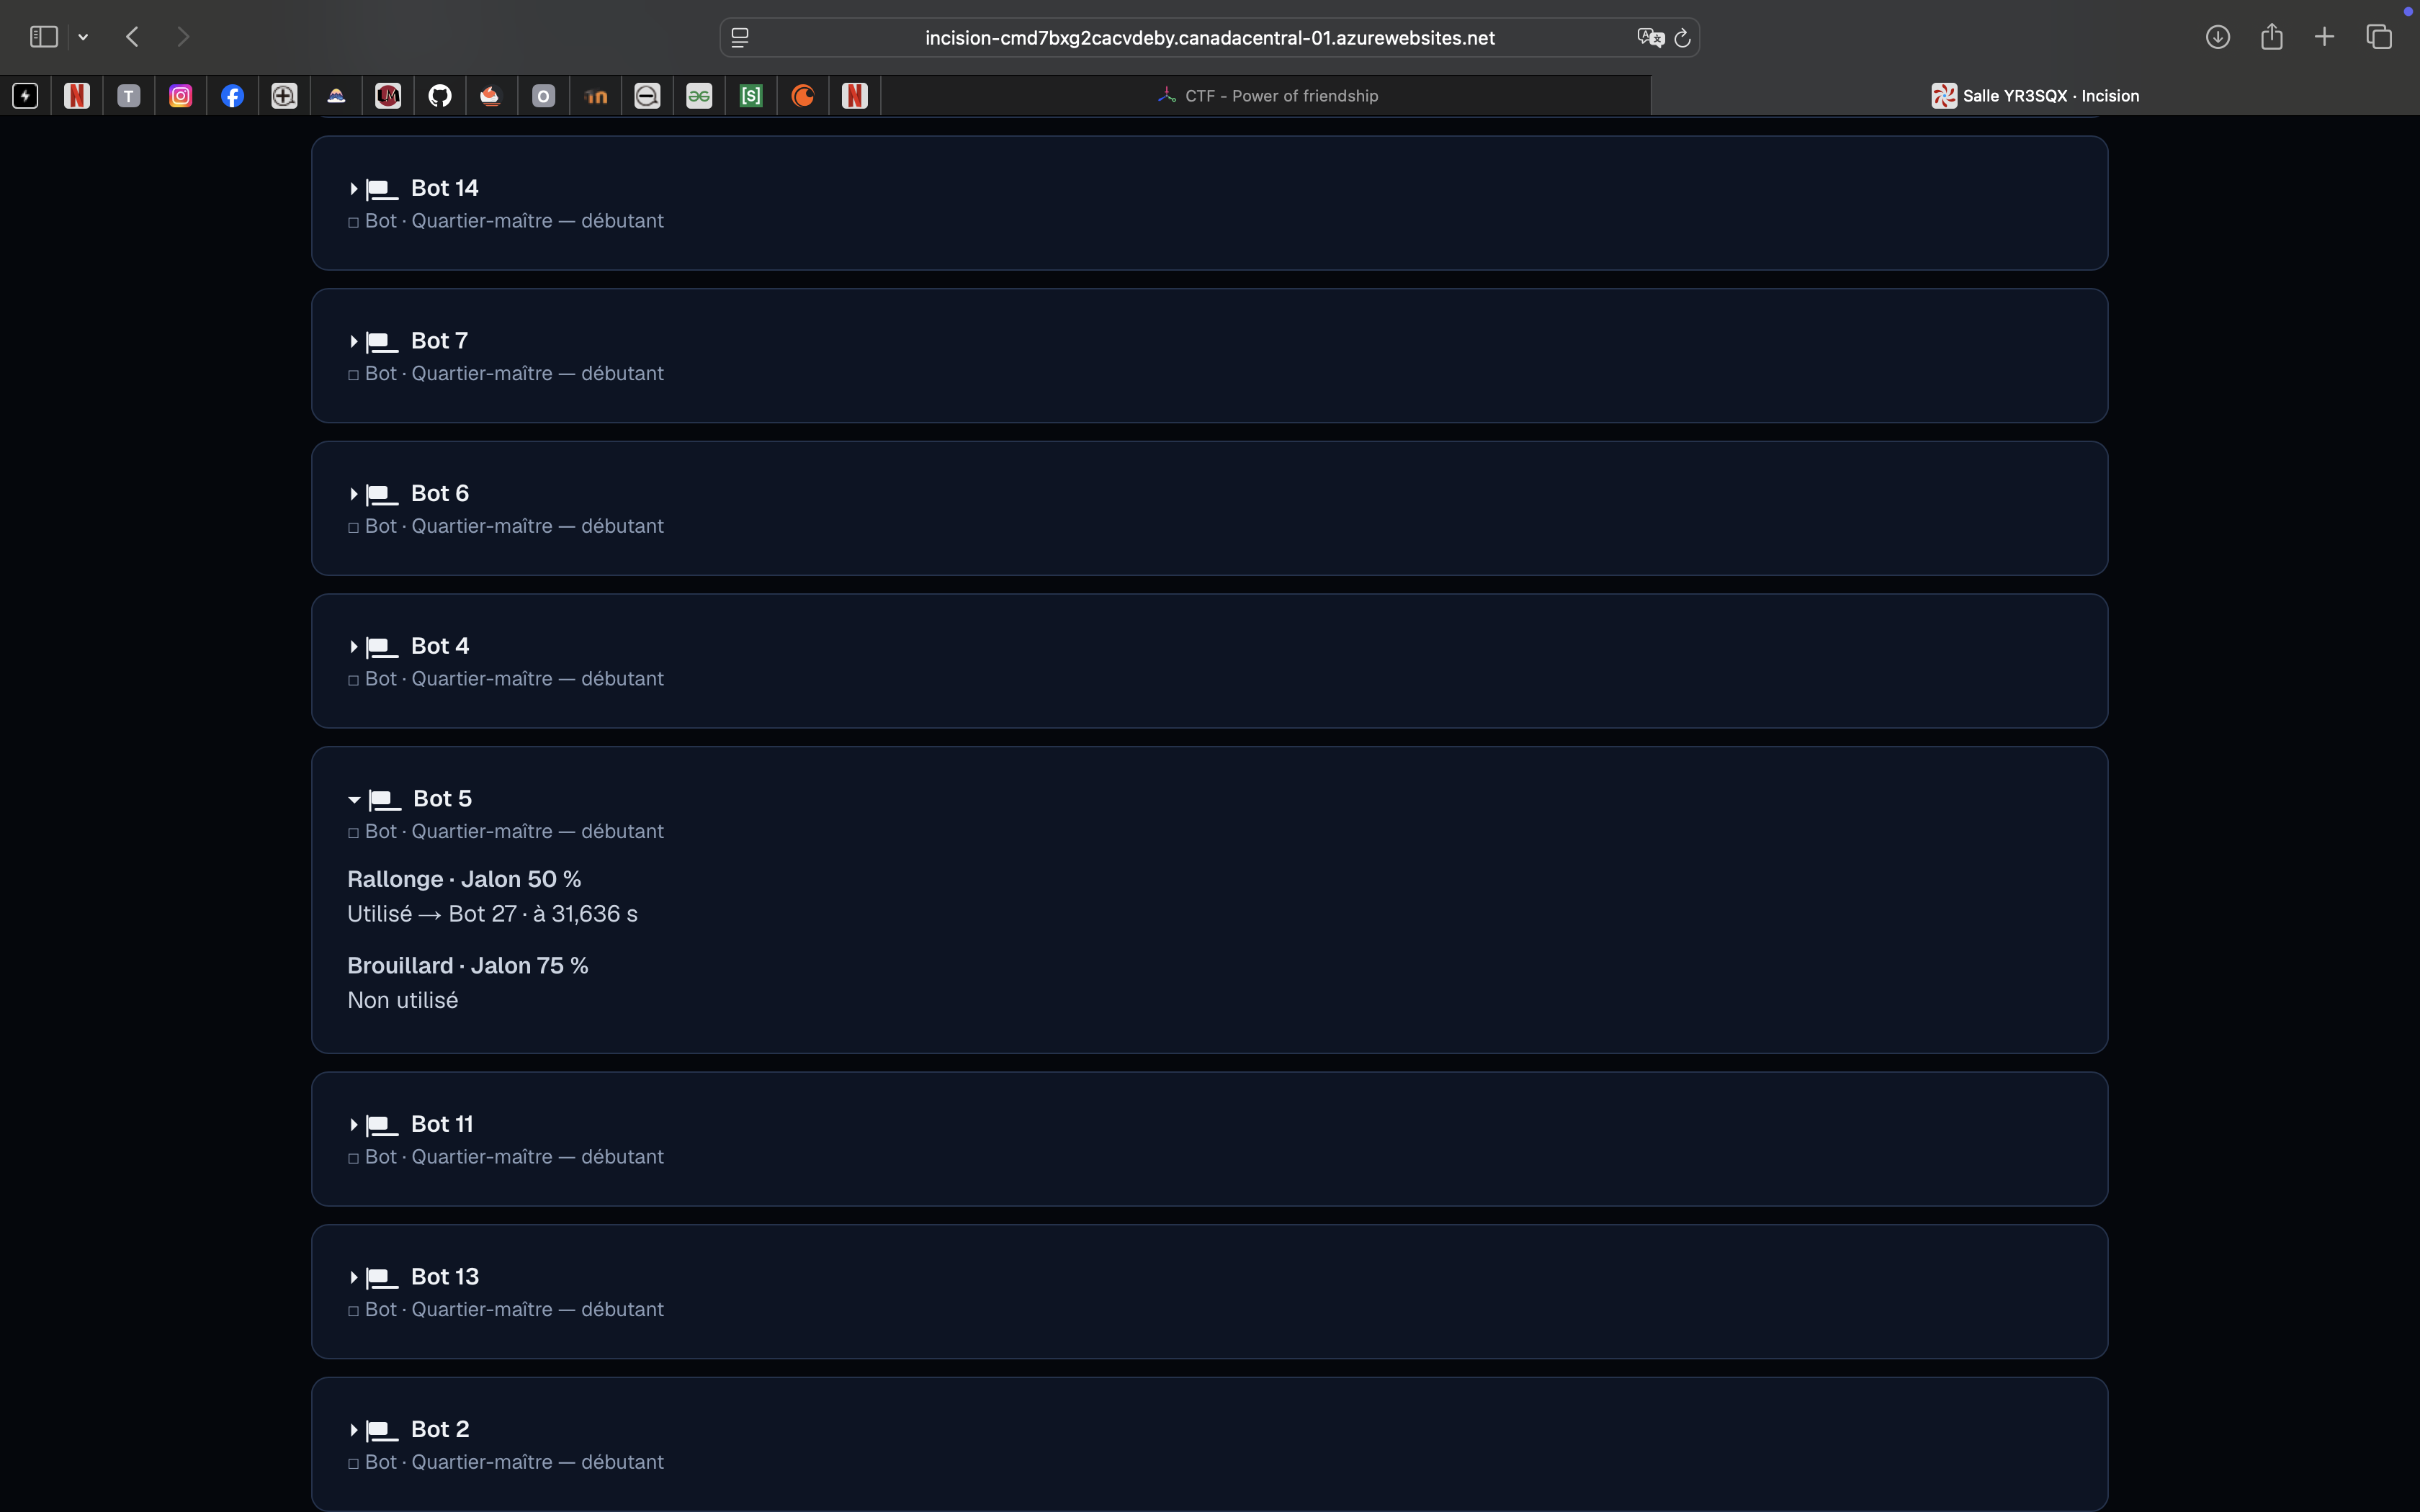 incision-cmd7bxg2cacvdeby.canadacentral-01.azurewebsites.net
CTF - Power of friendship
Salle YR3SQX · Incision
Bot 14
Bot · Quartier-maître — débutant
Bot 7
Bot · Quartier-maître — débutant
Bot 6
Bot · Quartier-maître — débutant
Bot 4
Bot · Quartier-maître — débutant
Bot 5
Bot · Quartier-maître — débutant
Rallonge · Jalon 50 %
Utilisé → Bot 27 · à 31,636 s
Brouillard · Jalon 75 %
Non utilisé
Bot 11
Bot · Quartier-maître — débutant
Bot 13
Bot · Quartier-maître — débutant
Bot 2
Bot · Quartier-maître — débutant